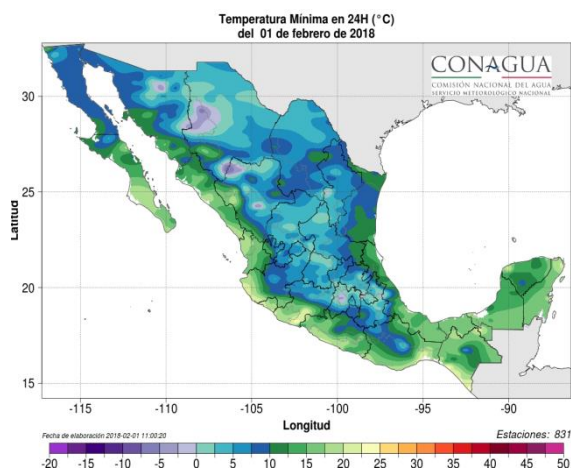 Temperatura Mínima en 24H (°C)
del 01 de febrero de 2018
CONAGUA
COMISIÓN NACIONAL DEL AGUA
SERVICIO METEOROLÓGICO NACIONAL
Latitud
30
25
20
15
-115 -110 -105 -100 -95 -90
Longitud
Fecha de elaboración 2018-02-01 11:00:20
Estaciones: 831
-20 -15 -10 -5 0 5 10 15 20 25 30 35 40 45 50